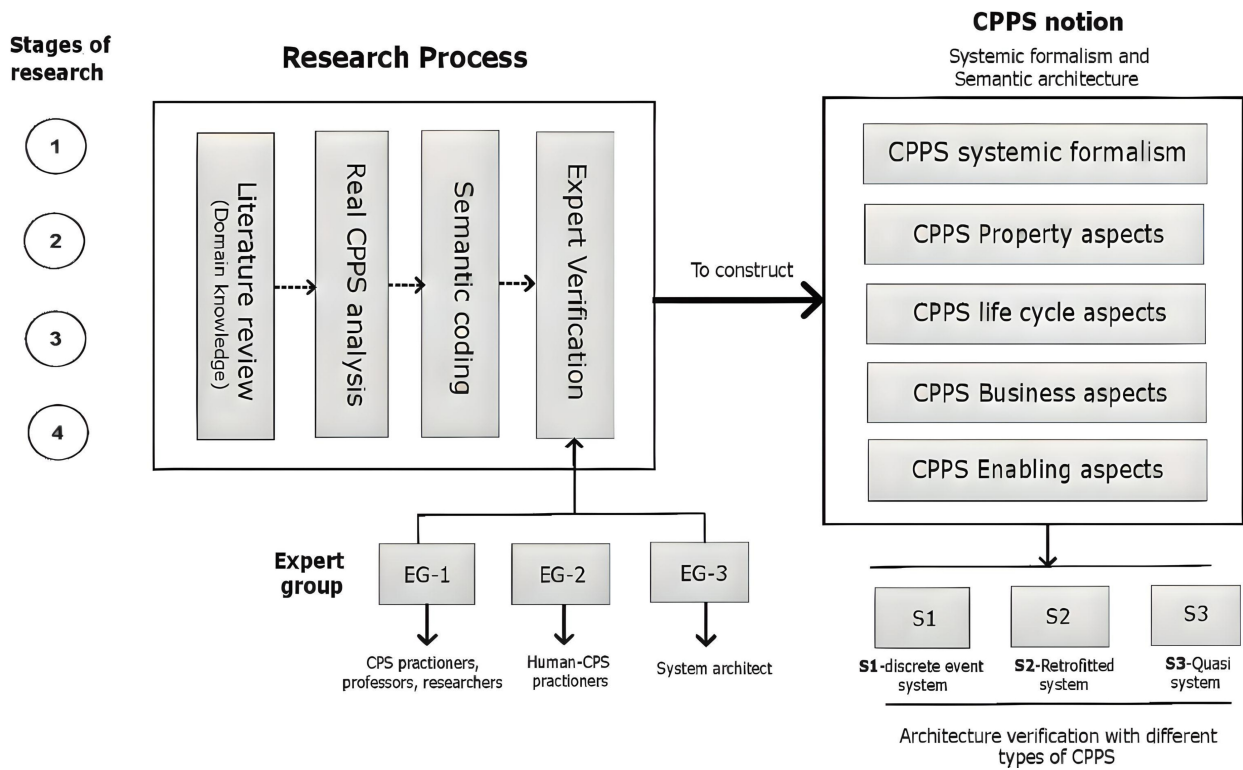 Stages of
research
1
2
3
4
Research Process
Literature review
(Domain knowledge)
Real CPPS analysis
Semantic coding
Expert Verification
Expert
group
EG-1
EG-2
EG-3
CPS practioners,
professors, researchers
Human-CPS
practioners
System architect
To construct
CPPS notion
Systemic formalism and
Semantic architecture
CPPS systemic formalism
CPPS Property aspects
CPPS life cycle aspects
CPPS Business aspects
CPPS Enabling aspects
S1
S2
S3
S1-discrete event
system
S2-Retrofitted
system
S3-Quasi
system
Architecture verification with different
types of CPPS